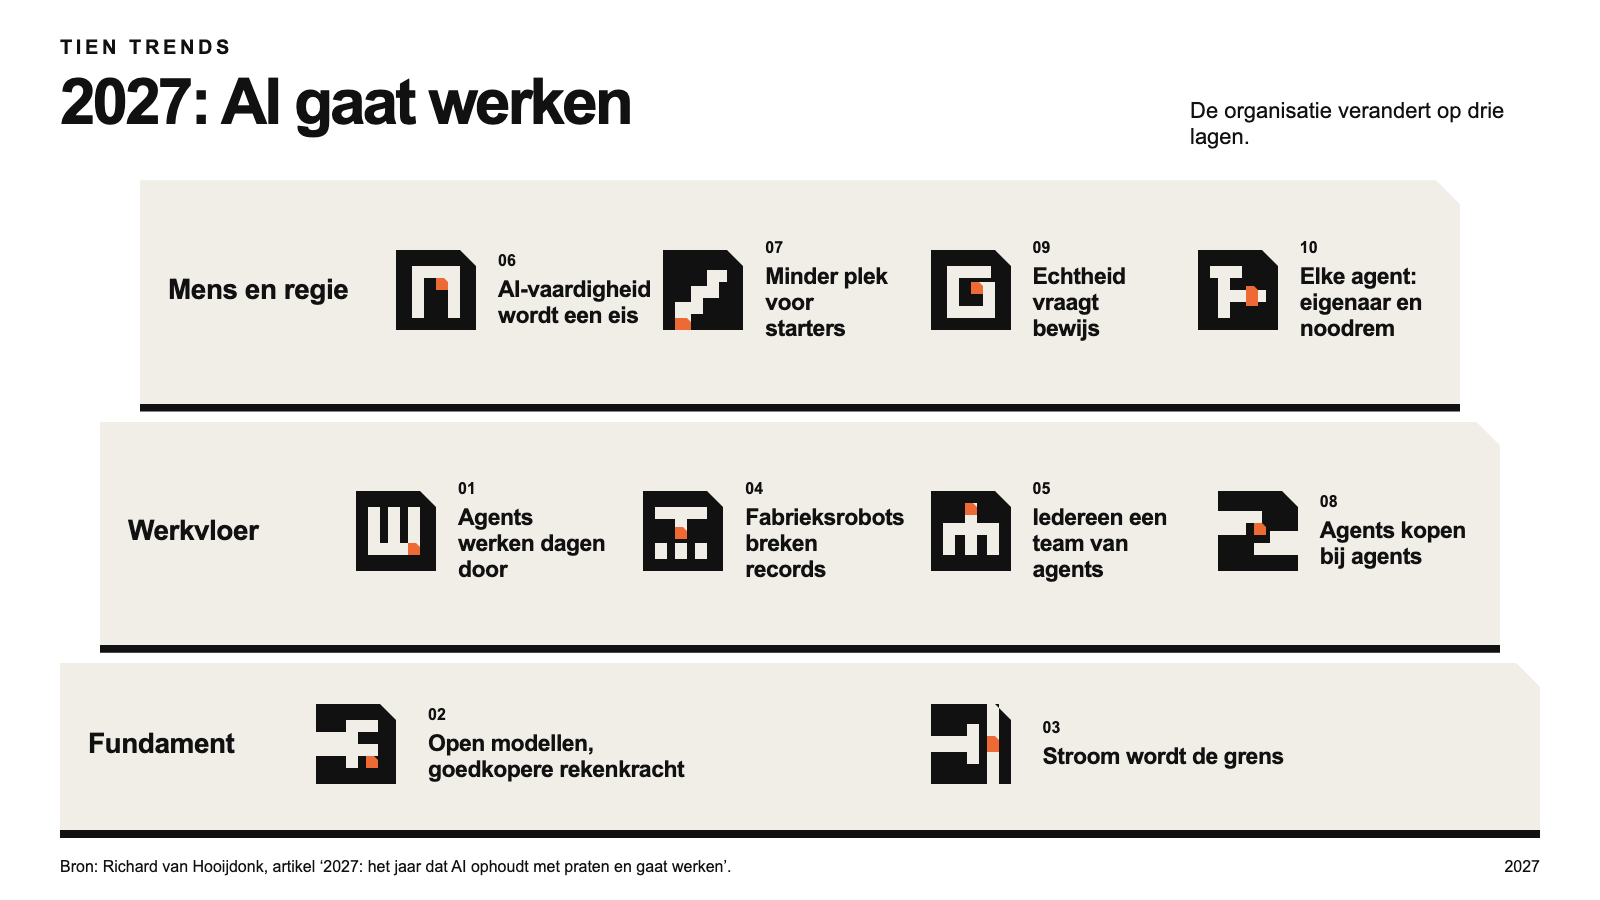 TIEN TRENDS
2027: AI gaat werken
De organisatie verandert op drie
lagen.
Mens en regie
06
AI-vaardigheid
wordt een eis
07
Minder plek
voor
starters
09
Echtheid
vraagt
bewijs
10
Elke agent:
eigenaar en
noodrem
Werkvloer
01
Agents
werken dagen
door
04
Fabrieksrobots
breken
records
05
Iedereen een
team van
agents
08
Agents kopen
bij agents
Fundament
02
Open modellen,
goedkopere rekenkracht
03
Stroom wordt de grens
Bron: Richard van Hooijdonk, artikel ‘2027: het jaar dat AI ophoudt met praten en gaat werken’.
2027